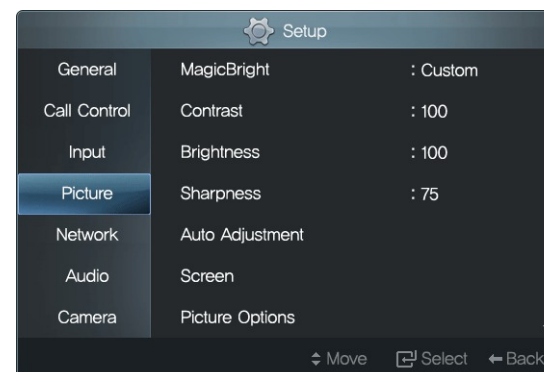 Setup
General
MagicBright : Custom
Call Control
Contrast : 100
Input
Brightness : 100
Picture
Sharpness : 75
Network
Auto Adjustment
Audio
Screen
Camera
Picture Options
Move Select Back